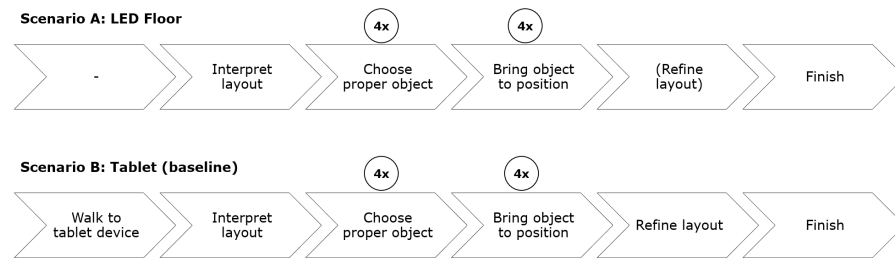 Scenario A: LED Floor
4x
4x
-
Interpret
layout
Choose
proper object
Bring object
to position
(Refine
layout)
Finish
Scenario B: Tablet (baseline)
4x
4x
Walk to
tablet device
Interpret
layout
Choose
proper object
Bring object
to position
Refine layout
Finish